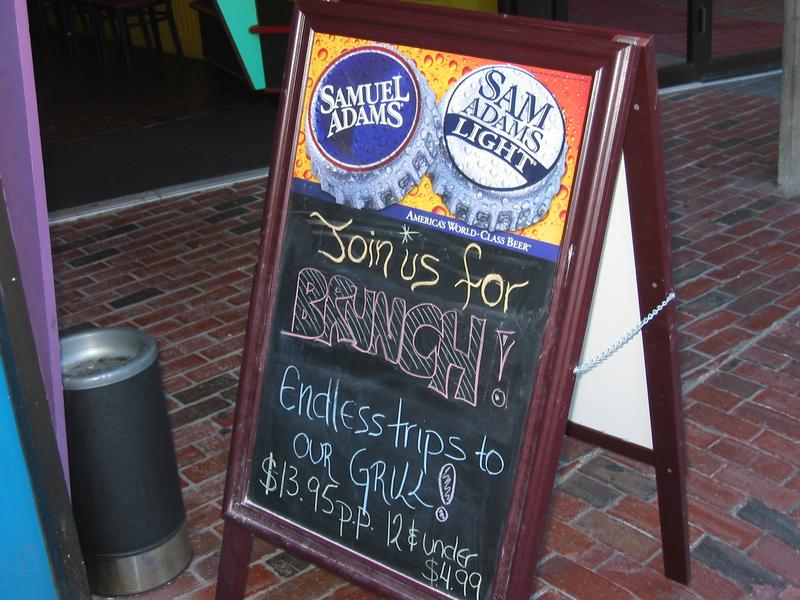 SAMUEL
ADAMS
SAM
ADAMS
LIGHT
AMERICA'S WORLD-CLASS BEER
Join us for
BRUNCH!
Endless trips to
OUR GRILL!
$13.95 p.p. 12 & under
$4.99